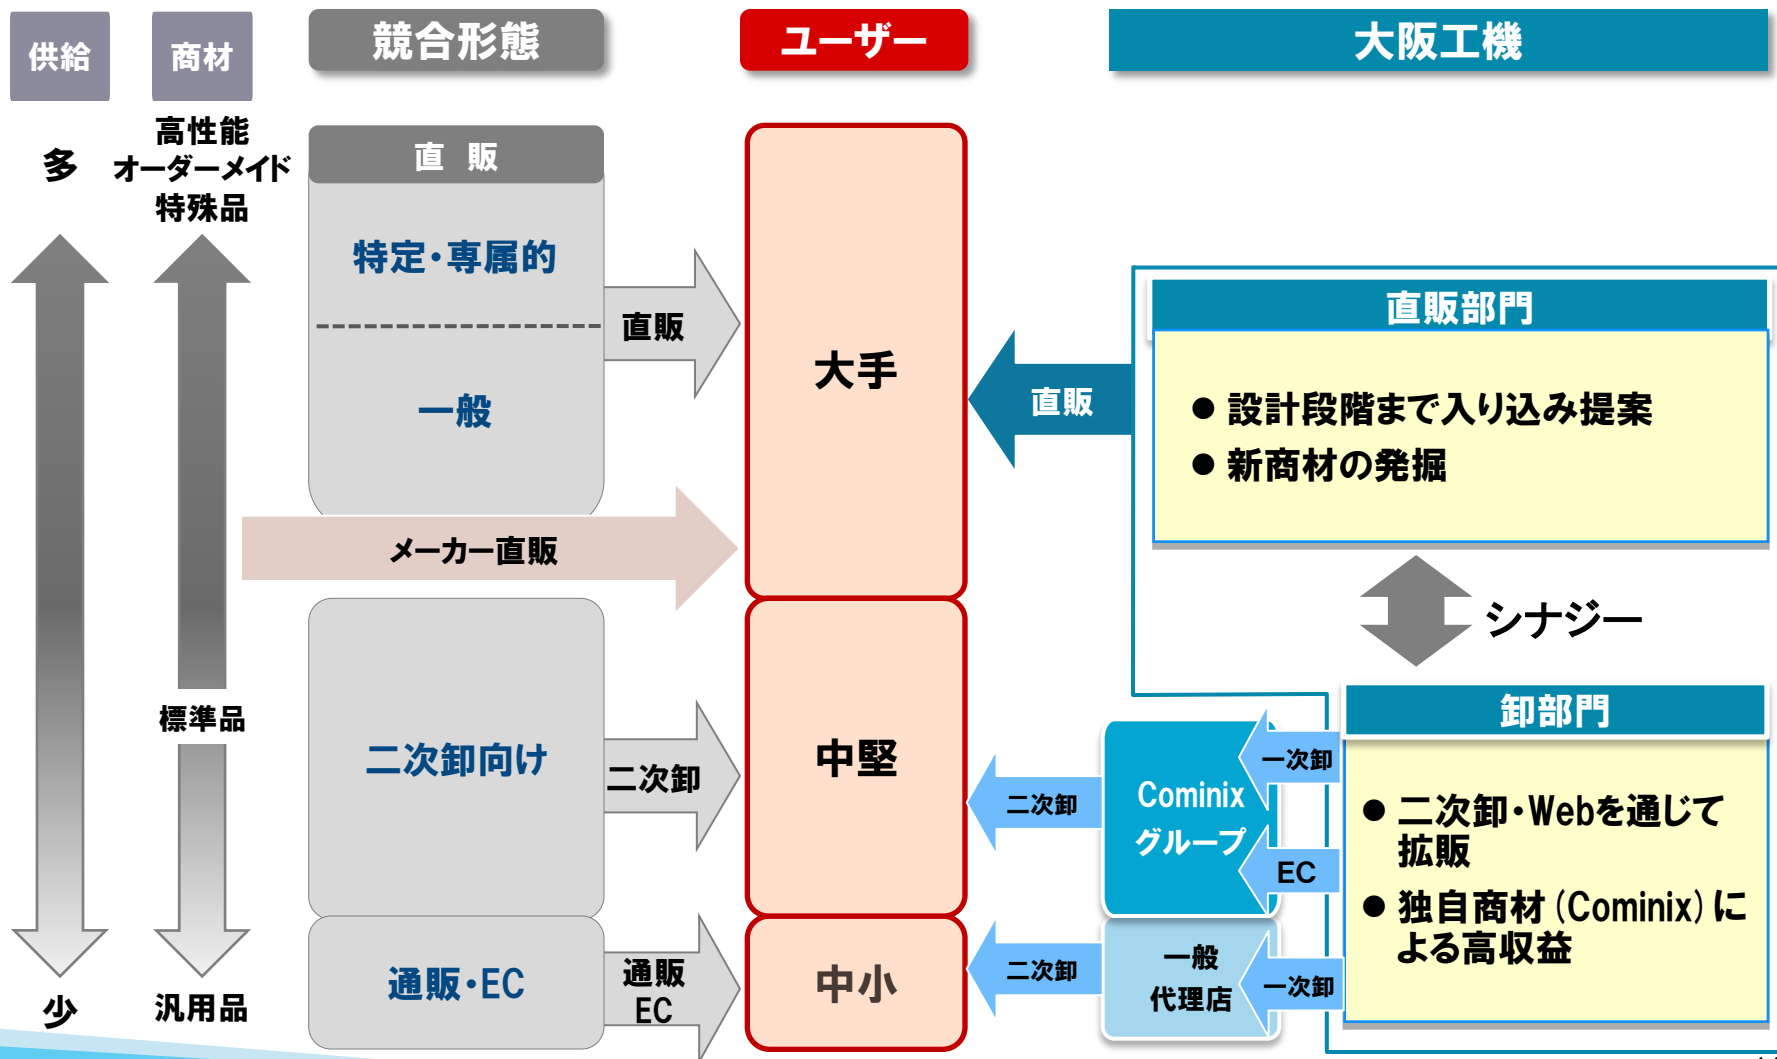 供給
商材
競合形態
ユーザー
大阪工機
多
高性能
オーダーメイド
特殊品
直 販
特定・専属的
一般
直販
大手
直販
直販部門
● 設計段階まで入り込み提案
● 新商材の発掘
メーカー直販
シナジー
標準品
二次卸向け
二次卸
中堅
二次卸
Cominix
グループ
一次卸
EC
卸部門
● 二次卸・Webを通じて
拡販
● 独自商材（Cominix）に
よる高収益
通販・EC
通販
EC
中小
二次卸
一般
代理店
一次卸
少
汎用品